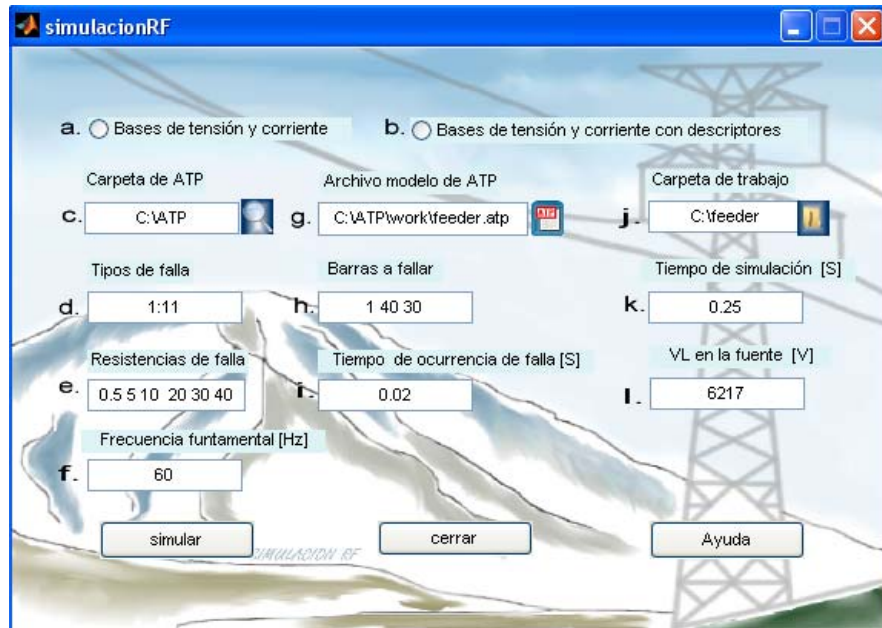 simulacionRF
a. Bases de tensión y corriente
b. Bases de tensión y corriente con descriptores
Carpeta de ATP
Archivo modelo de ATP
Carpeta de trabajo
c. C:\ATP
g. C:\ATP\work\feeder.atp
ATP
j. C:\feeder
Tipos de falla
Barras a fallar
Tiempo de simulación [S]
d. 1:11
h. 1 40 30
k. 0.25
Resistencias de falla
Tiempo de ocurrencia de falla [S]
VL en la fuente [V]
e. 0.5 5 10 20 30 40
i. 0.02
l. 6217
Frecuencia funtamental [Hz]
f. 60
simular
cerrar
Ayuda
SIMULACION RF